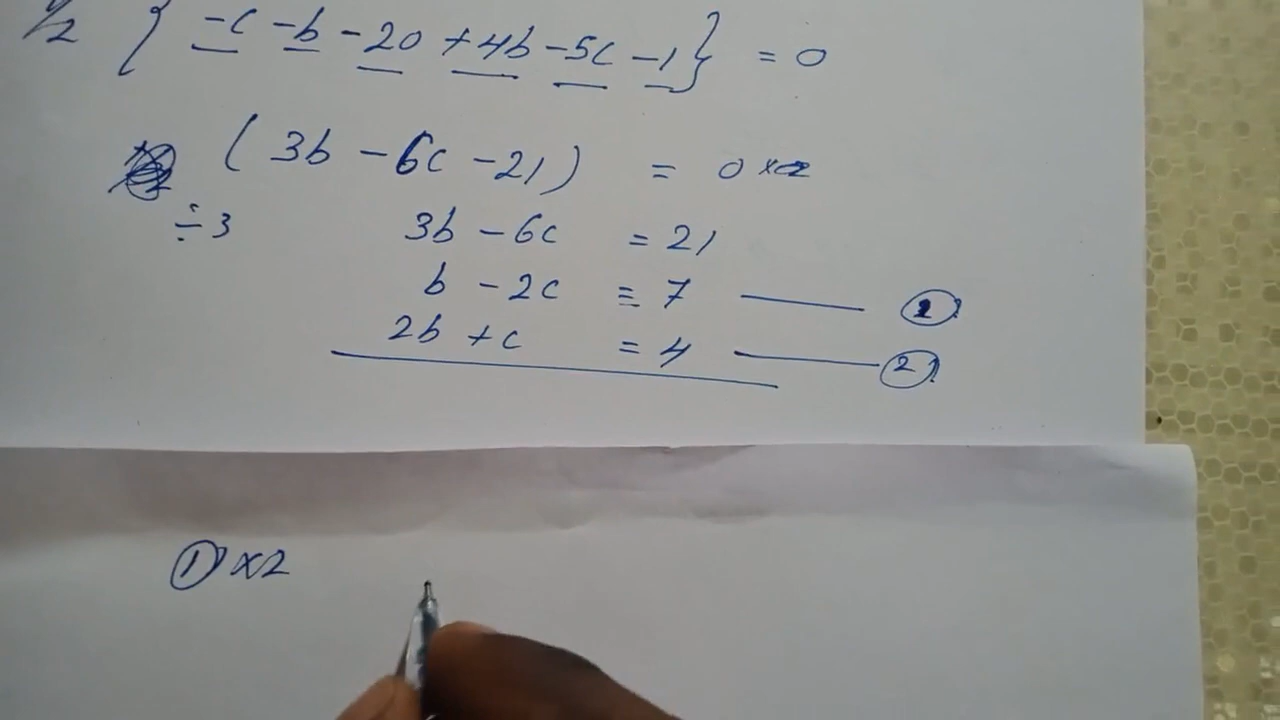 1/2 { -c -b -20 +4b -5c -1} = 0
( 3b - 6c - 21 ) = 0 ×2
÷3 3b - 6c = 21
b - 2c = 7 —— ①
2b + c = 4 —— ②
① ×2